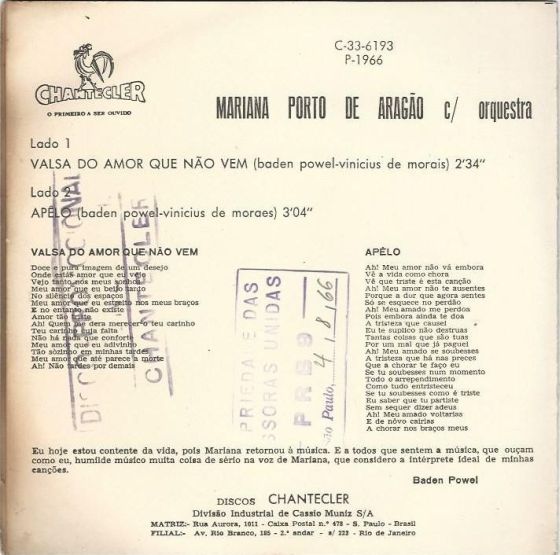 C-33-6193
P-1966
CHANTECLER
O PRIMEIRO A SER OUVIDO
MARIANA PORTO DE ARAGÃO c/ orquestra
Lado 1
VALSA DO AMOR QUE NÃO VEM (baden powel-vinicius de morais) 2'34"
Lado 2
APÊLO (baden powel-vinicius de moraes) 3'04"
VALSA DO AMOR QUE NÃO VEM
Doce e pura imagem de um desejo
Onde estás amor que eu vejo
Vejo tanto nos meus sonhos
Meu amor que eu beijo tanto
No silêncio dos espaços
Meu amor que eu estreito nos meus braços
E no entanto não existe
Amor tão triste
Ah! Quem me dera merecer o teu carinho
Teu carinho que falta
Não há nada que conforte
Meu amor que eu adivinho
Tão sòzinho em minhas tardes
Meu amor que até parece a morte
Ah! Não tardes por demais
APÊLO
Ah! Meu amor não vá embora
Vê a vida como chora
Vê que triste é esta canção
Ah! Meu amor não te ausentes
Porque a dor que agora sentes
Só se esquece no perdão
Ah! Meu amado me perdoa
Pois embora ainda te doa
A tristeza que causei
Eu te suplico não destruas
Tantas coisas que são tuas
Por um mal que já paguei
Ah! Meu amado se soubesses
A tristeza que há nas preces
Que a chorar te faço eu
Se tu soubesses num momento
Todo o arrependimento
Como tudo entristeceu
Se tu soubesses como é triste
Eu saber que tu partiste
Sem sequer dizer adeus
Ah! Meu amado voltarias
E de nôvo cairias
A chorar nos braços meus
DISCO PROMOCIONAL
CHANTECLER
PRIEDADE DAS
SSORAS UNIDAS
PRB9
São Paulo, 4/8/66
Eu hoje estou contente da vida, pois Mariana retornou à música. E a todos que sentem a música, que ouçam
como eu, humilde músico muita coisa de sério na voz de Mariana, que considero a intérprete ideal de minhas
canções.
Baden Powel
DISCOS CHANTECLER
Divisão Industrial de Cassio Muniz S/A
MATRIZ:- Rua Aurora, 1011 - Caixa Postal n.º 478 - S. Paulo - Brasil
FILIAL:- Av. Rio Branco, 185 - 2.º andar - s/ 223 - Rio de Janeiro